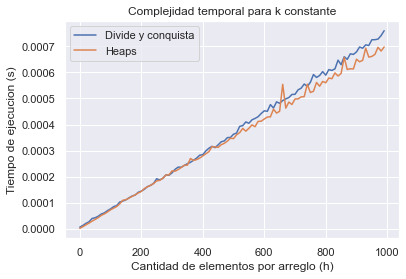 Complejidad temporal para k constante
Divide y conquista
Heaps
Tiempo de ejecucion (s)
0.0007
0.0006
0.0005
0.0004
0.0003
0.0002
0.0001
0.0000
0 200 400 600 800 1000
Cantidad de elementos por arreglo (h)